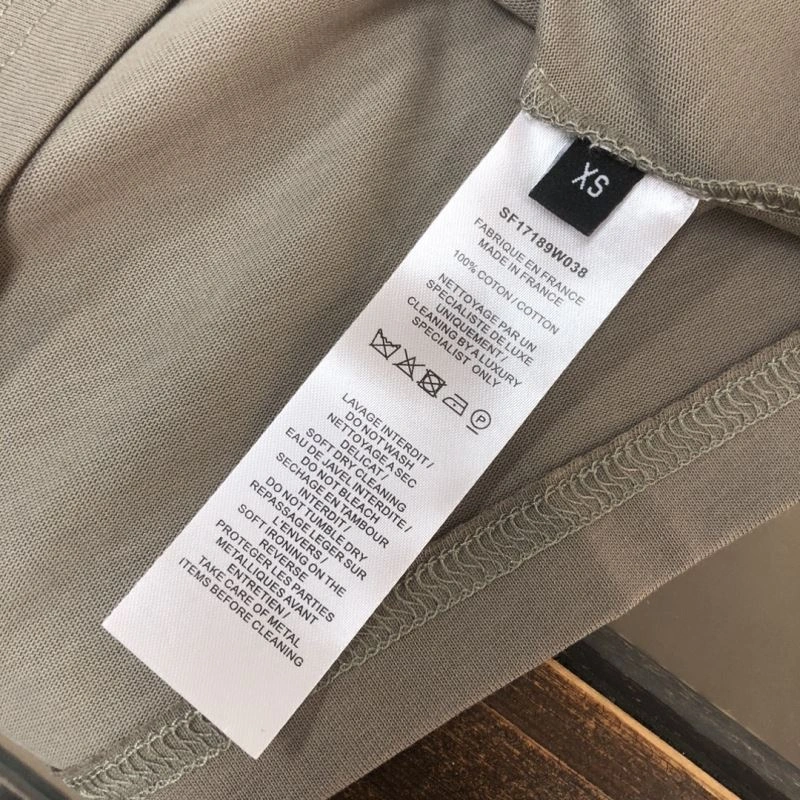 XS
SF17189W038
FABRIQUE EN FRANCE
MADE IN FRANCE
100% COTON / COTTON
NETTOYAGE PAR UN
SPECIALISTE DE LUXE
UNIQUEMENT /
CLEANING BY A LUXURY
SPECIALIST ONLY
P
LAVAGE INTERDIT /
DO NOT WASH
NETTOYAGE A SEC
DELICAT /
SOFT DRY CLEANING
EAU DE JAVEL INTERDITE /
DO NOT BLEACH
SECHAGE EN TAMBOUR
INTERDIT /
DO NOT TUMBLE DRY
REPASSAGE LEGER SUR
L'ENVERS /
SOFT IRONING ON THE
REVERSE
PROTEGER LES PARTIES
METALLIQUES AVANT
ENTRETIEN /
TAKE CARE OF METAL
ITEMS BEFORE CLEANING